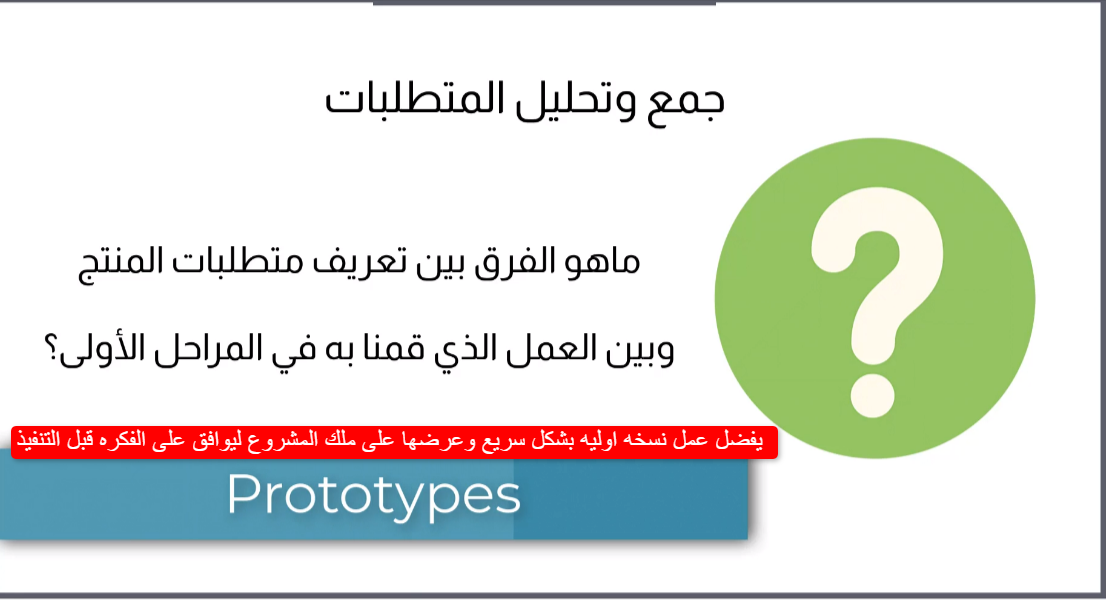 جمع وتحليل المتطلبات
ماهو الفرق بين تعريف متطلبات المنتج
وبين العمل الذي قمنا به في المراحل الأولى؟
يفضل عمل نسخه اوليه بشكل سريع وعرضها على ملك المشروع ليوافق على الفكره قبل التنفيذ
Prototypes